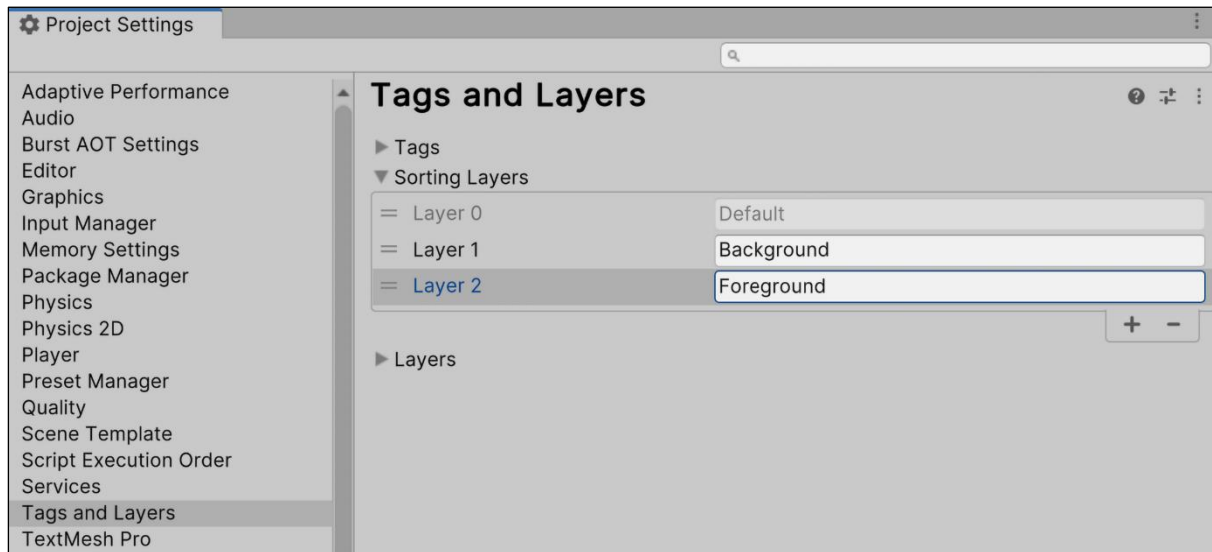 Project Settings
Adaptive Performance
Audio
Burst AOT Settings
Editor
Graphics
Input Manager
Memory Settings
Package Manager
Physics
Physics 2D
Player
Preset Manager
Quality
Scene Template
Script Execution Order
Services
Tags and Layers
TextMesh Pro
Tags and Layers
Tags
Sorting Layers
Layer 0 Default
Layer 1 Background
Layer 2 Foreground
Layers